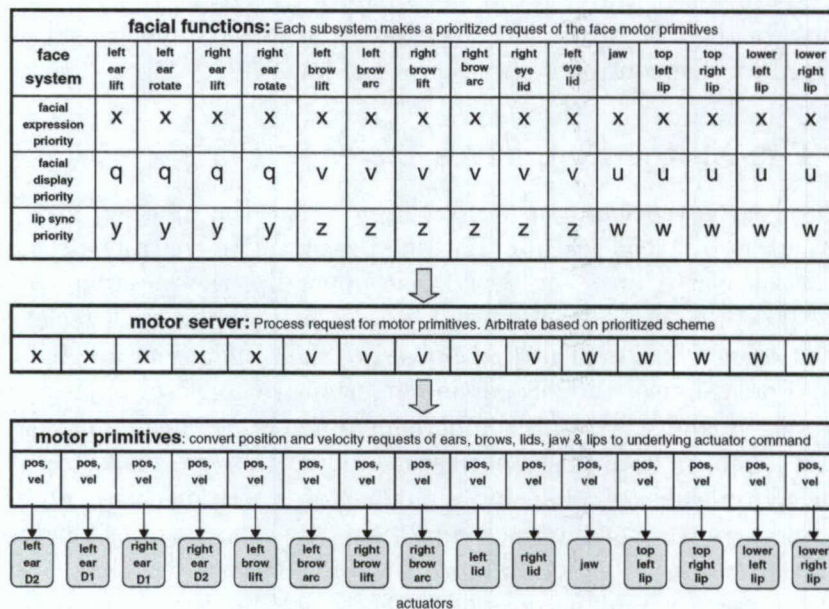 facial functions: Each subsystem makes a prioritized request of the face motor primitives
face system left ear lift left ear rotate right ear lift right ear rotate left brow lift left brow arc right brow lift right brow arc right eye lid left eye lid jaw top left lip top right lip lower left lip lower right lip
facial expression priority x x x x x x x x x x x x x x x
facial display priority q q q q v v v v v v u u u u u
lip sync priority y y y y z z z z z z w w w w w
motor server: Process request for motor primitives. Arbitrate based on prioritized scheme
x x x x x v v v v v w w w w w
motor primitives: convert position and velocity requests of ears, brows, lids, jaw & lips to underlying actuator command
pos, vel pos, vel pos, vel pos, vel pos, vel pos, vel pos, vel pos, vel pos, vel pos, vel pos, vel pos, vel pos, vel pos, vel pos, vel
left ear D2 left ear D1 right ear D1 right ear D2 left brow lift left brow arc right brow lift right brow arc left lid right lid jaw top left lip top right lip lower left lip lower right lip
actuators